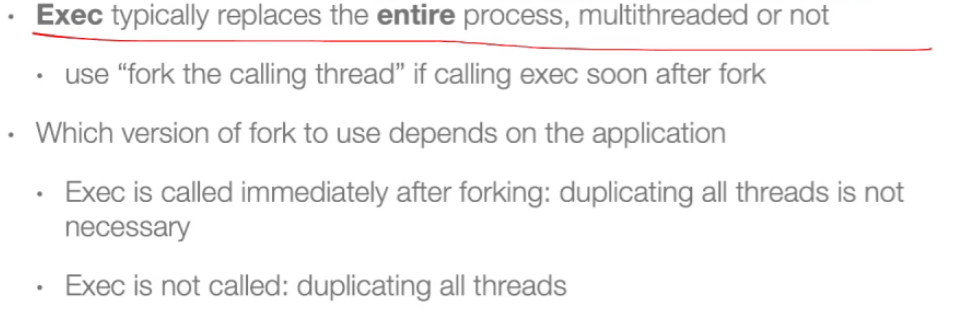 • Exec typically replaces the entire process, multithreaded or not
• use “fork the calling thread” if calling exec soon after fork
• Which version of fork to use depends on the application
• Exec is called immediately after forking: duplicating all threads is not
necessary
• Exec is not called: duplicating all threads